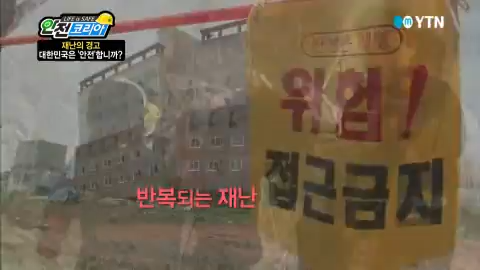 LIFE is SAFE
안전코리아
재난의 경고
대한민국은 '안전'합니까?
YTN
위험!
접근금지
반복되는 재난